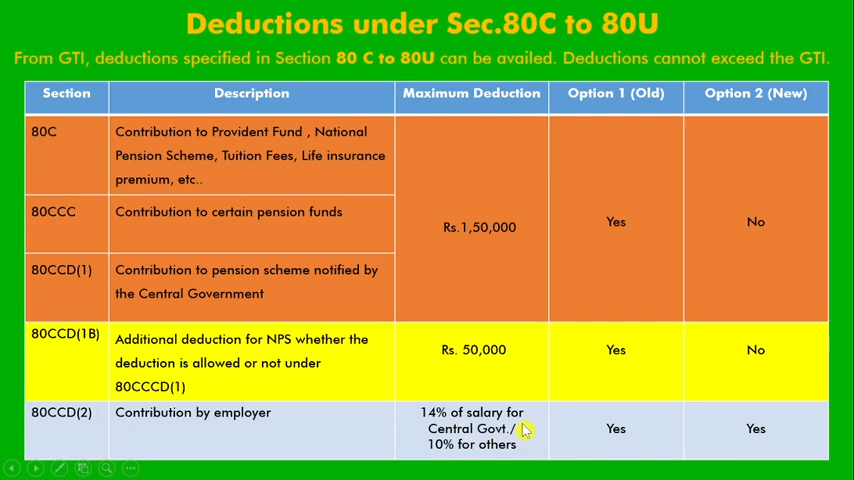 Deductions under Sec.80C to 80U
From GTI, deductions specified in Section 80 C to 80U can be availed. Deductions cannot exceed the GTI.
Section Description Maximum Deduction Option 1 (Old) Option 2 (New)
80C
Contribution to Provident Fund , National
Pension Scheme, Tuition Fees, Life insurance
premium, etc..
80CCC
Contribution to certain pension funds
80CCD(1)
Contribution to pension scheme notified by
the Central Government
Rs.1,50,000
Yes
No
80CCD(1B)
Additional deduction for NPS whether the
deduction is allowed or not under
80CCCD(1)
Rs. 50,000
Yes
No
80CCD(2)
Contribution by employer
14% of salary for
Central Govt./
10% for others
Yes
Yes